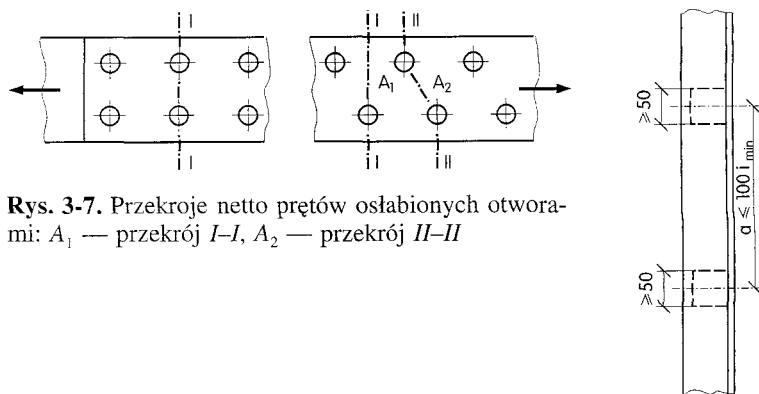 I I II
A₁ A₂
I I II
I
I
≥50
a ≤ 100 i min
≥50
Rys. 3-7. Przekroje netto prętów osłabionych otwora-
mi: A₁ — przekrój I–I, A₂ — przekrój II–II